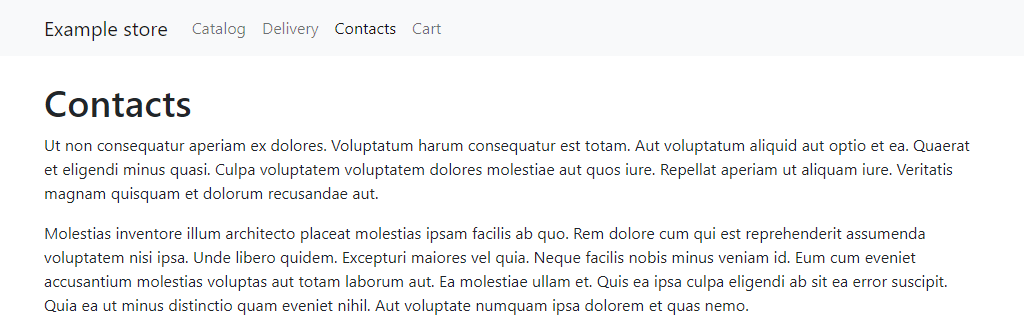 Example store Catalog Delivery Contacts Cart
Contacts
Ut non consequatur aperiam ex dolores. Voluptatum harum consequatur est totam. Aut voluptatum aliquid aut optio et ea. Quaerat
et eligendi minus quasi. Culpa voluptatem voluptatem dolores molestiae aut quos iure. Repellat aperiam ut aliquam iure. Veritatis
magnam quisquam et dolorum recusandae aut.
Molestias inventore illum architecto placeat molestias ipsam facilis ab quo. Rem dolore cum qui est reprehenderit assumenda
voluptatem nisi ipsa. Unde libero quidem. Excepturi maiores vel quia. Neque facilis nobis minus veniam id. Eum cum eveniet
accusantium molestias voluptas aut totam laborum aut. Ea molestiae ullam et. Quis ea ipsa culpa eligendi ab sit ea error suscipit.
Quia ea ut minus distinctio quam eveniet nihil. Aut voluptate numquam ipsa dolorem et quas nemo.